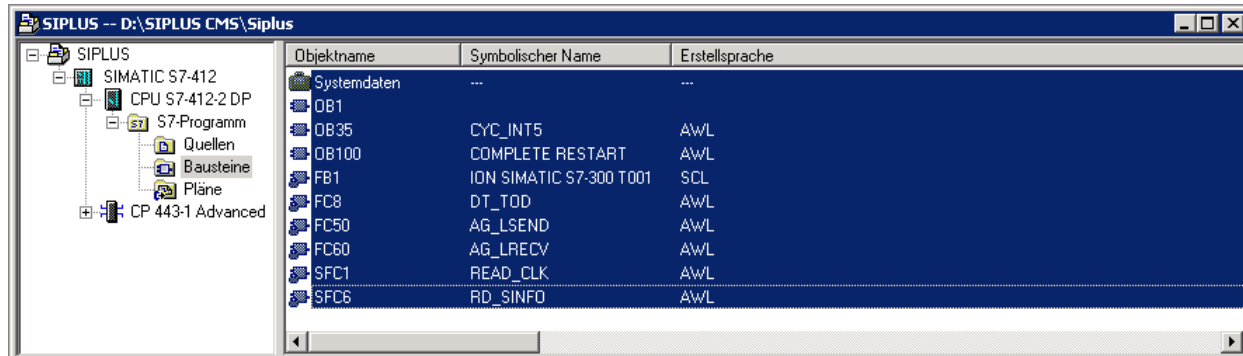 SIPLUS -- D:\SIPLUS CMS\Siplus
SIPLUS
SIMATIC S7-412
CPU S7-412-2 DP
S7-Programm
Quellen
Bausteine
Pläne
CP 443-1 Advanced
Objektname Symbolischer Name Erstellsprache
Systemdaten --- ---
OB1
OB35 CYC_INT5 AWL
OB100 COMPLETE RESTART AWL
FB1 ION SIMATIC S7-300 T001 SCL
FC8 DT_TOD AWL
FC50 AG_LSEND AWL
FC60 AG_LRECV AWL
SFC1 READ_CLK AWL
SFC6 RD_SINFO AWL